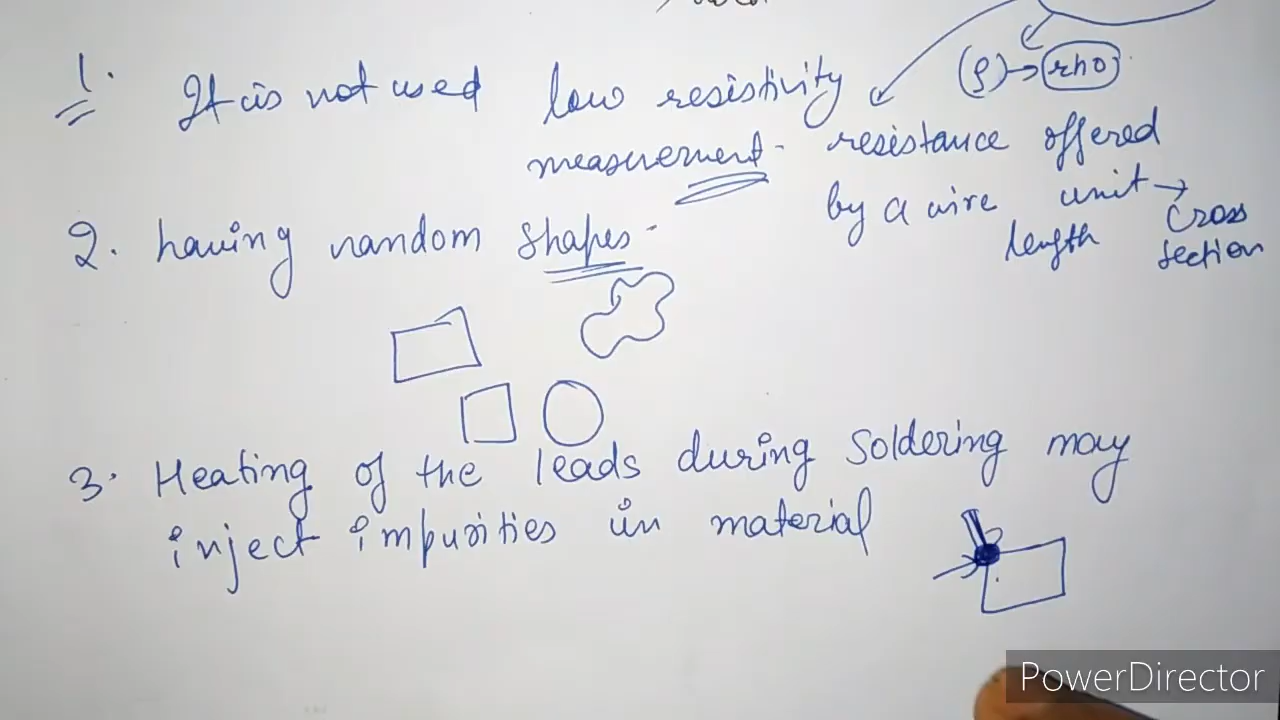 1. It is not used low resistivity
measurement.
(ρ)→rho
resistance offered
by a wire unit →
length cross
section
2. having random shapes.
3. Heating of the leads during soldering may
inject impurities in material
PowerDirector